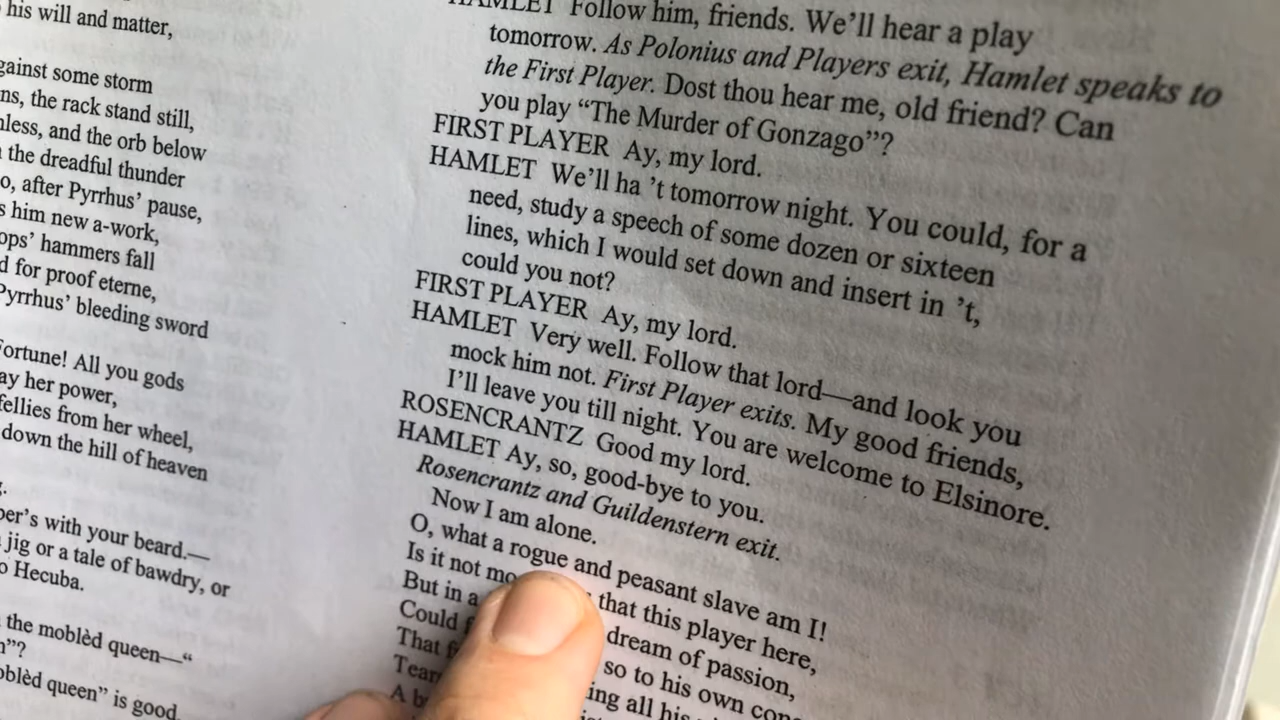 his will and matter,
some storm
the rack stand still,
and the orb below
the dreadful thunder
after Pyrrhus' pause,
him new a-work,
hammers fall
for proof eterne,
Pyrrhus' bleeding sword
Fortune! All you gods
her power,
fellies from her wheel,
down the hill of heaven
with your beard.—
jig or a tale of bawdry, or
Hecuba.
the moblèd queen—“
queen” is good.
HAMLET Follow him, friends. We'll hear a play
tomorrow. As Polonius and Players exit, Hamlet speaks to
the First Player. Dost thou hear me, old friend? Can
you play “The Murder of Gonzago”?
FIRST PLAYER Ay, my lord.
HAMLET We'll ha 't tomorrow night. You could, for a
need, study a speech of some dozen or sixteen
lines, which I would set down and insert in 't,
could you not?
FIRST PLAYER Ay, my lord.
HAMLET Very well. Follow that lord—and look you
mock him not. First Player exits. My good friends,
I'll leave you till night. You are welcome to Elsinore.
ROSENCRANTZ Good my lord.
HAMLET Ay, so, good-bye to you.
Rosencrantz and Guildenstern exit.
Now I am alone.
O, what a rogue and peasant slave am I!
Is it not that this player here,
But in a dream of passion,
Could so to his own
That all his